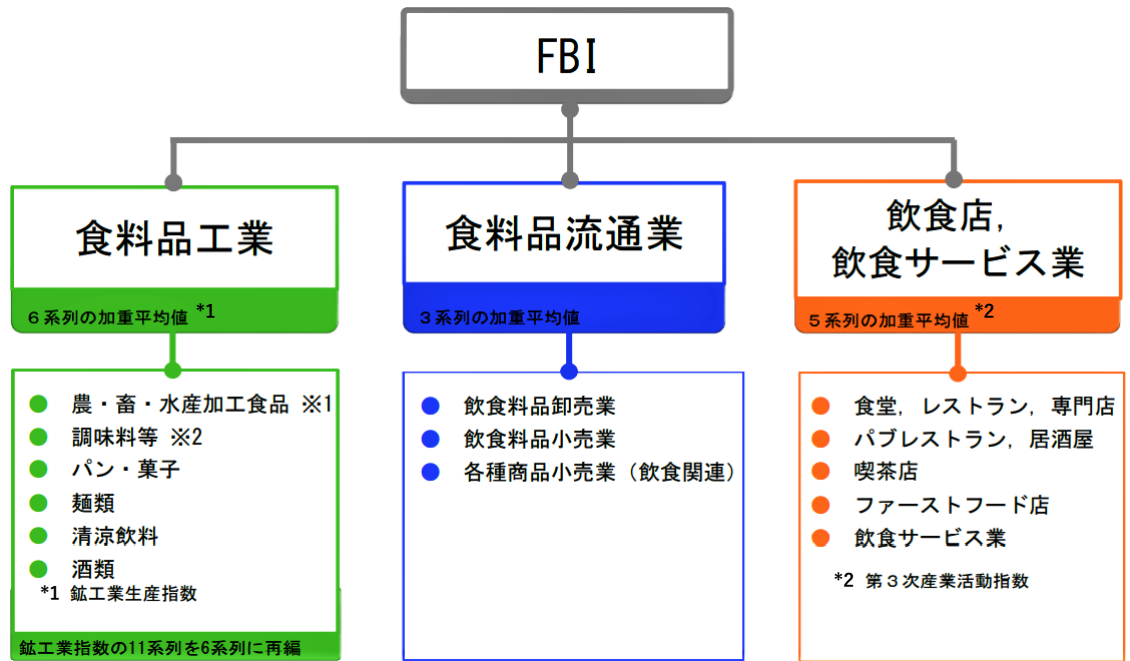 FBI
食料品工業
６系列の加重平均値 *1
農・畜・水産加工食品 ※1
調味料等 ※2
パン・菓子
麺類
清涼飲料
酒類
*1 鉱工業生産指数
鉱工業指数の11系列を6系列に再編
食料品流通業
３系列の加重平均値
飲食料品卸売業
飲食料品小売業
各種商品小売業（飲食関連）
飲食店，
飲食サービス業
５系列の加重平均値 *2
食堂，レストラン，専門店
パブレストラン，居酒屋
喫茶店
ファーストフード店
飲食サービス業
*2 第３次産業活動指数